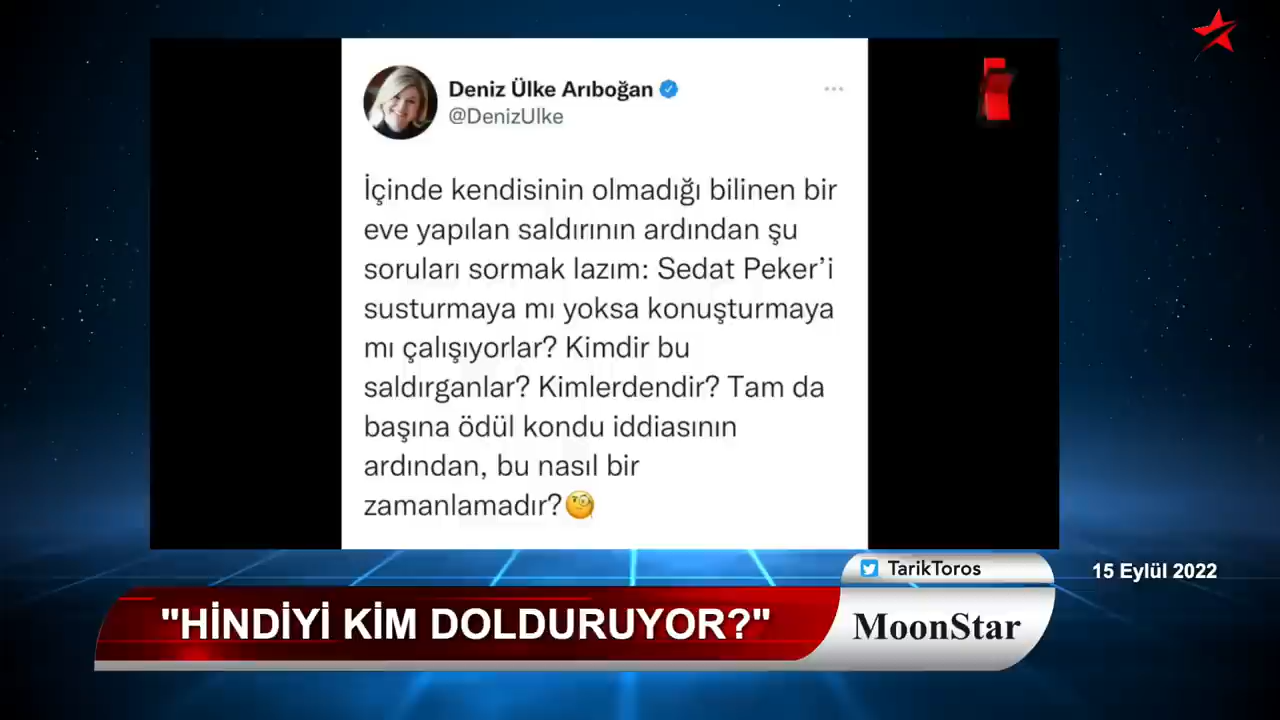 Deniz Ülke Arıboğan
@DenizUlke
İçinde kendisinin olmadığı bilinen bir
eve yapılan saldırının ardından şu
soruları sormak lazım: Sedat Peker’i
susturmaya mı yoksa konuşturmaya
mı çalışıyorlar? Kimdir bu
saldırganlar? Kimlerdendir? Tam da
başına ödül kondu iddiasının
ardından, bu nasıl bir
zamanlamadır?🧐
TarikToros
15 Eylül 2022
"HİNDİYİ KİM DOLDURUYOR?"
MoonStar